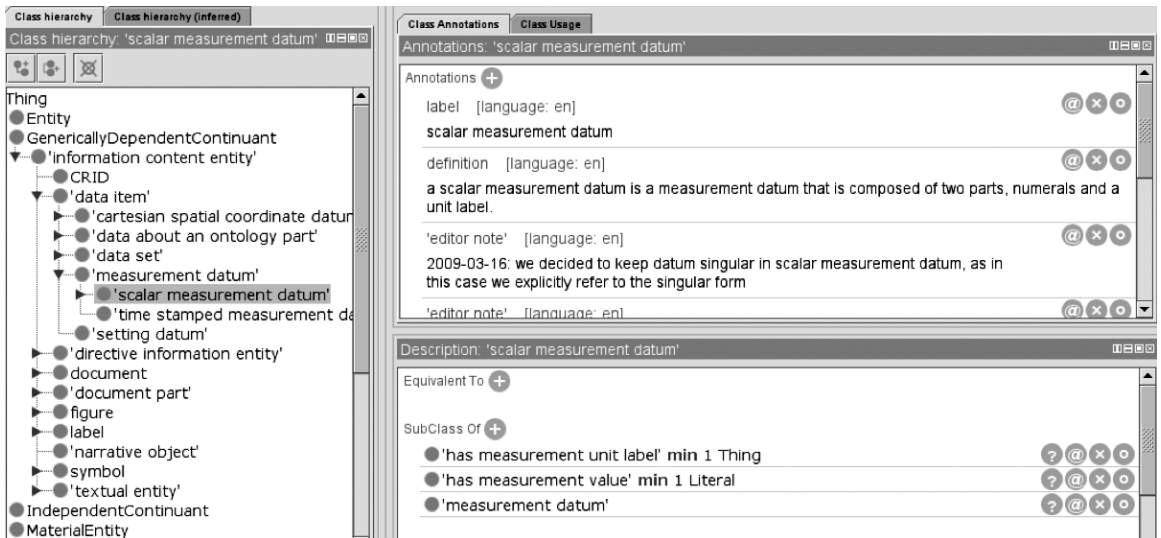 Class hierarchy
Class hierarchy (inferred)
Class hierarchy: 'scalar measurement datum'
Thing
Entity
GenericallyDependentContinuant
'information content entity'
CRID
'data item'
'cartesian spatial coordinate datur
'data about an ontology part'
'data set'
'measurement datum'
'scalar measurement datum'
'time stamped measurement da
'setting datum'
'directive information entity'
document
'document part'
figure
label
'narrative object'
symbol
'textual entity'
IndependentContinuant
MaterialEntity
Class Annotations
Class Usage
Annotations: 'scalar measurement datum'
Annotations
label [language: en]
scalar measurement datum
definition [language: en]
a scalar measurement datum is a measurement datum that is composed of two parts, numerals and a
unit label.
'editor note' [language: en]
2009-03-16: we decided to keep datum singular in scalar measurement datum, as in
this case we explicitly refer to the singular form
'editor note' [language: en]
Description: 'scalar measurement datum'
Equivalent To
SubClass Of
'has measurement unit label' min 1 Thing
'has measurement value' min 1 Literal
'measurement datum'